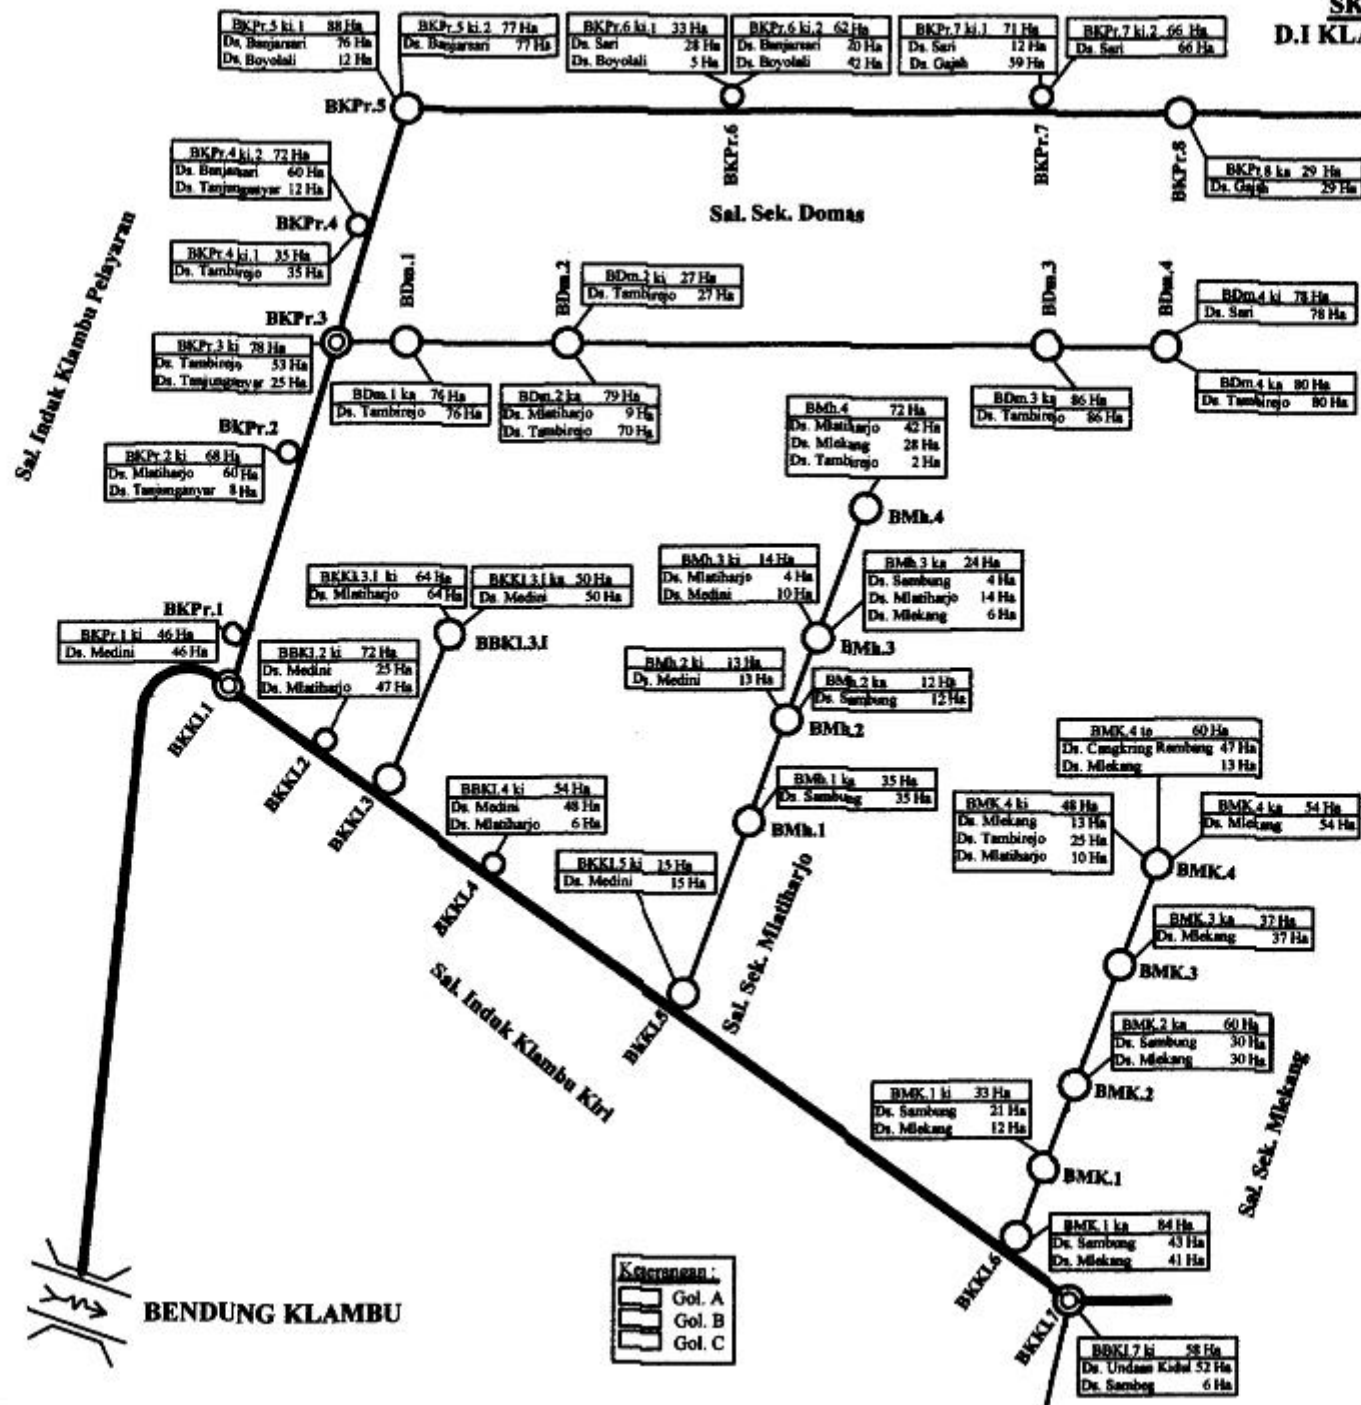 SK
D.I KLA
BKPr.5 ki.1 88 Ha
Ds. Banjarsari 76 Ha
Ds. Boyolali 12 Ha
BKPr.5 ki.2 77 Ha
Ds. Banjarsari 77 Ha
BKPr.6 ki.1 33 Ha
Ds. Sari 28 Ha
Ds. Boyolali 5 Ha
BKPr.6 ki.2 62 Ha
Ds. Banjarsari 20 Ha
Ds. Boyolali 42 Ha
BKPr.7 ki.1 71 Ha
Ds. Sari 12 Ha
Ds. Gajah 59 Ha
BKPr.7 ki.2 66 Ha
Ds. Sari 66 Ha
BKPr.5
BKPr.6
BKPr.7
BKPr.8
BKPr.8 ka 29 Ha
Ds. Gajah 29 Ha
BKPr.4 ki.2 72 Ha
Ds. Banjarsari 60 Ha
Ds. Tanjunganyar 12 Ha
BKPr.4
BKPr.4 ki.1 35 Ha
Ds. Tambirejo 35 Ha
Sal. Induk Klambu Pelayaran
Sal. Sek. Domas
BKPr.3
BDm.1
BDm.2
BDm.2 ki 27 Ha
Ds. Tambirejo 27 Ha
BDm.3
BDm.4
BDm.4 ki 78 Ha
Ds. Sari 78 Ha
BKPr.3 ki 78 Ha
Ds. Tambirejo 53 Ha
Ds. Tanjunganyar 25 Ha
BDm.1 ka 76 Ha
Ds. Tambirejo 76 Ha
BDm.2 ka 79 Ha
Ds. Mlatiharjo 9 Ha
Ds. Tambirejo 70 Ha
BDm.3 ka 86 Ha
Ds. Tambirejo 86 Ha
BDm.4 ka 80 Ha
Ds. Tambirejo 80 Ha
BKPr.2
BKPr.2 ki 68 Ha
Ds. Mlatiharjo 60 Ha
Ds. Tanjunganyar 8 Ha
BMh.4 72 Ha
Ds. Mlatiharjo 42 Ha
Ds. Mlekang 28 Ha
Ds. Tambirejo 2 Ha
BMh.4
BKKI.3.I ki 64 Ha
Ds. Mlatiharjo 64 Ha
BKKI.3.I ka 50 Ha
Ds. Medini 50 Ha
BBKI.3.I
BMh.3 ki 14 Ha
Ds. Mlatiharjo 4 Ha
Ds. Medini 10 Ha
BMh.3 ka 24 Ha
Ds. Sambung 4 Ha
Ds. Mlatiharjo 14 Ha
Ds. Mlekang 6 Ha
BMh.3
BKPr.1
BKPr.1 ki 46 Ha
Ds. Medini 46 Ha
BBKI.2 ki 72 Ha
Ds. Medini 25 Ha
Ds. Mlatiharjo 47 Ha
BMh.2 ki 13 Ha
Ds. Medini 13 Ha
BMh.2 ka 12 Ha
Ds. Sambung 12 Ha
BMh.2
BKKI.1
BKKI.2
BKKI.3
BBKI.4 ki 54 Ha
Ds. Medini 48 Ha
Ds. Mlatiharjo 6 Ha
BKKI.4
BMh.1 ka 35 Ha
Ds. Sambung 35 Ha
BMh.1
BKKI.5 ki 15 Ha
Ds. Medini 15 Ha
BKKI.5
Sal. Sek. Mlatiharjo
Sal. Induk Klambu Kiri
BMK.4 te 60 Ha
Ds. Cangkring Rembang 47 Ha
Ds. Mlekang 13 Ha
BMK.4 ki 48 Ha
Ds. Mlekang 13 Ha
Ds. Tambirejo 25 Ha
Ds. Mlatiharjo 10 Ha
BMK.4 ka 54 Ha
Ds. Mlekang 54 Ha
BMK.4
BMK.3 ka 37 Ha
Ds. Mlekang 37 Ha
BMK.3
BMK.2 ka 60 Ha
Ds. Sambung 30 Ha
Ds. Mlekang 30 Ha
BMK.2
BMK.1 ki 33 Ha
Ds. Sambung 21 Ha
Ds. Mlekang 12 Ha
BMK.1
Sal. Sek. Mlekang
BMK.1 ka 84 Ha
Ds. Sambung 43 Ha
Ds. Mlekang 41 Ha
BKKI.6
BKKI.7
BBKI.7 ki 58 Ha
Ds. Undaan Kidul 52 Ha
Ds. Sambeg 6 Ha
BENDUNG KLAMBU
Keterangan :
Gol. A
Gol. B
Gol. C